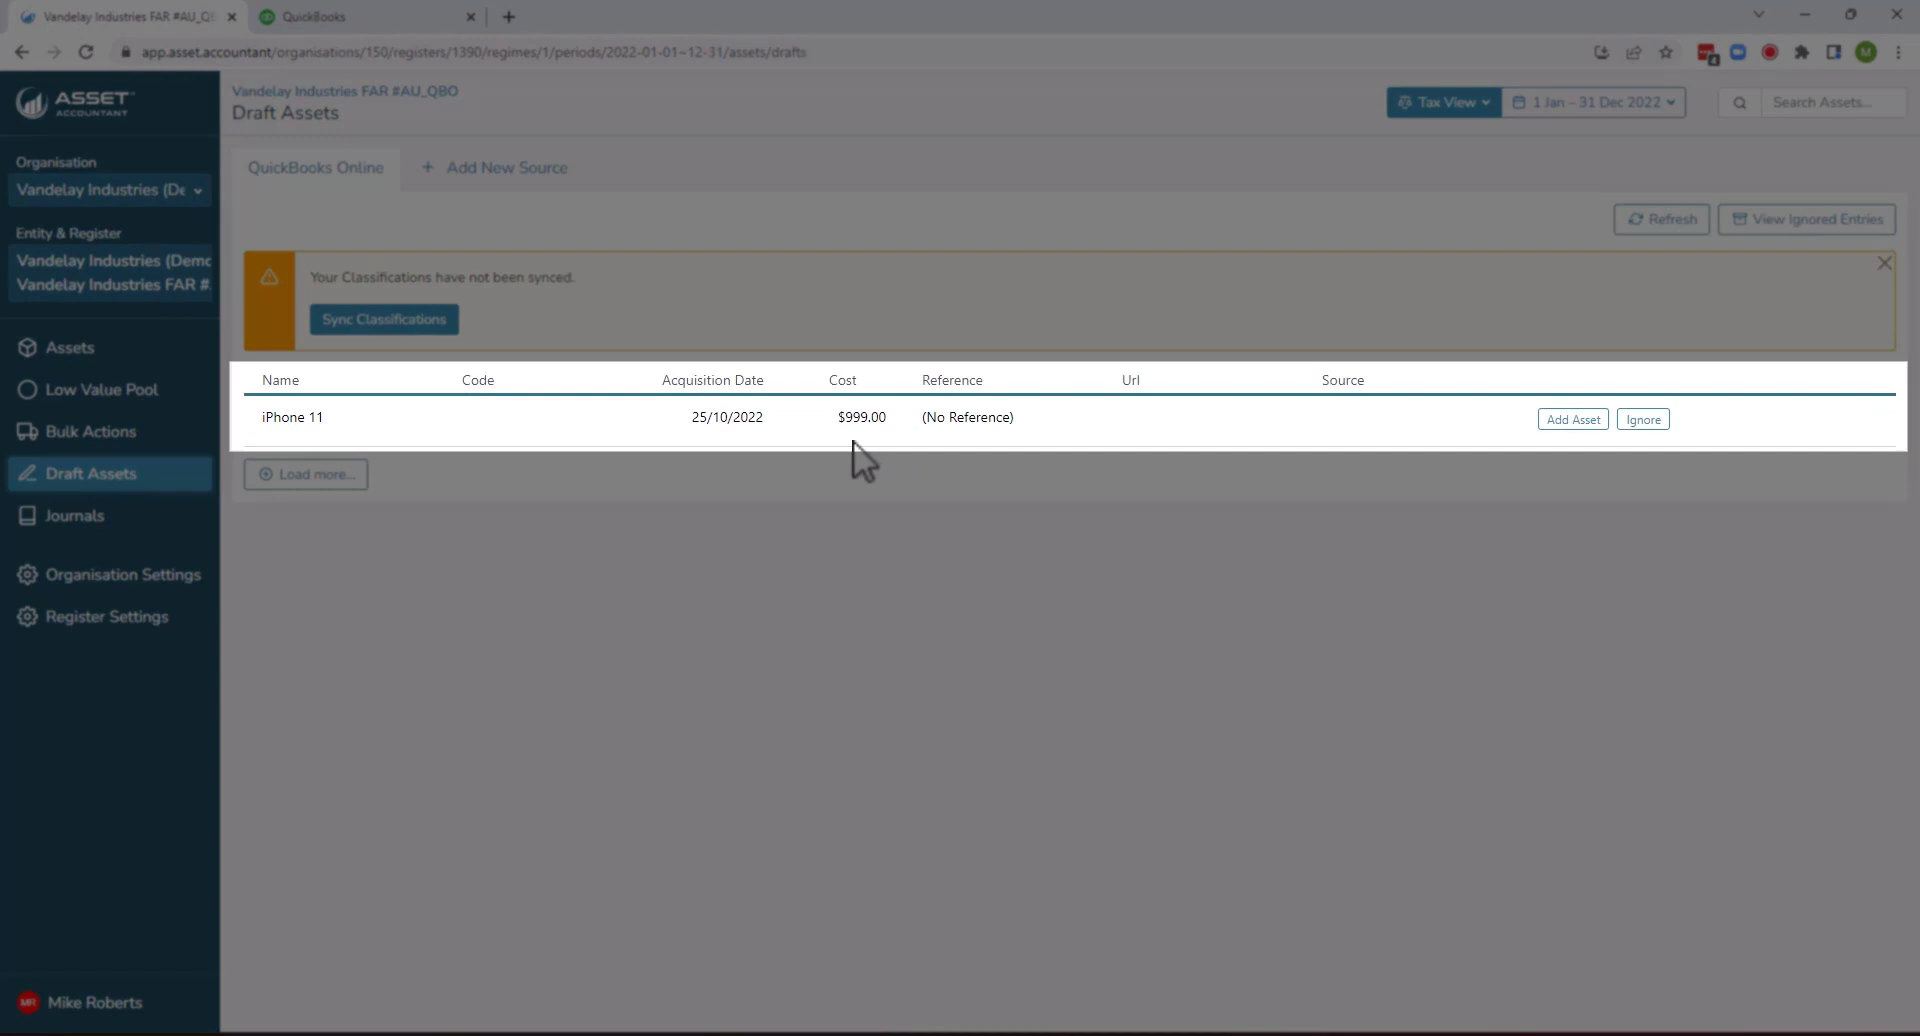 Vandelay Industries FAR #AU_QB
QuickBooks
app.asset.accountant/organisations/150/registers/1390/regimes/1/periods/2022-01-01~12-31/assets/drafts
M
ASSET
ACCOUNTANT
Vandelay Industries FAR #AU_QBO
Draft Assets
Tax View
1 Jan – 31 Dec 2022
Search Assets...
Organisation
Vandelay Industries (De
Entity & Register
Vandelay Industries (Demo
Vandelay Industries FAR #
Assets
Low Value Pool
Bulk Actions
Draft Assets
Journals
Organisation Settings
Register Settings
MR Mike Roberts
QuickBooks Online
+ Add New Source
Refresh
View Ignored Entries
Your Classifications have not been synced.
Sync Classifications
Name Code Acquisition Date Cost Reference Url Source
iPhone 11 25/10/2022 $999.00 (No Reference) Add Asset Ignore
Load more...